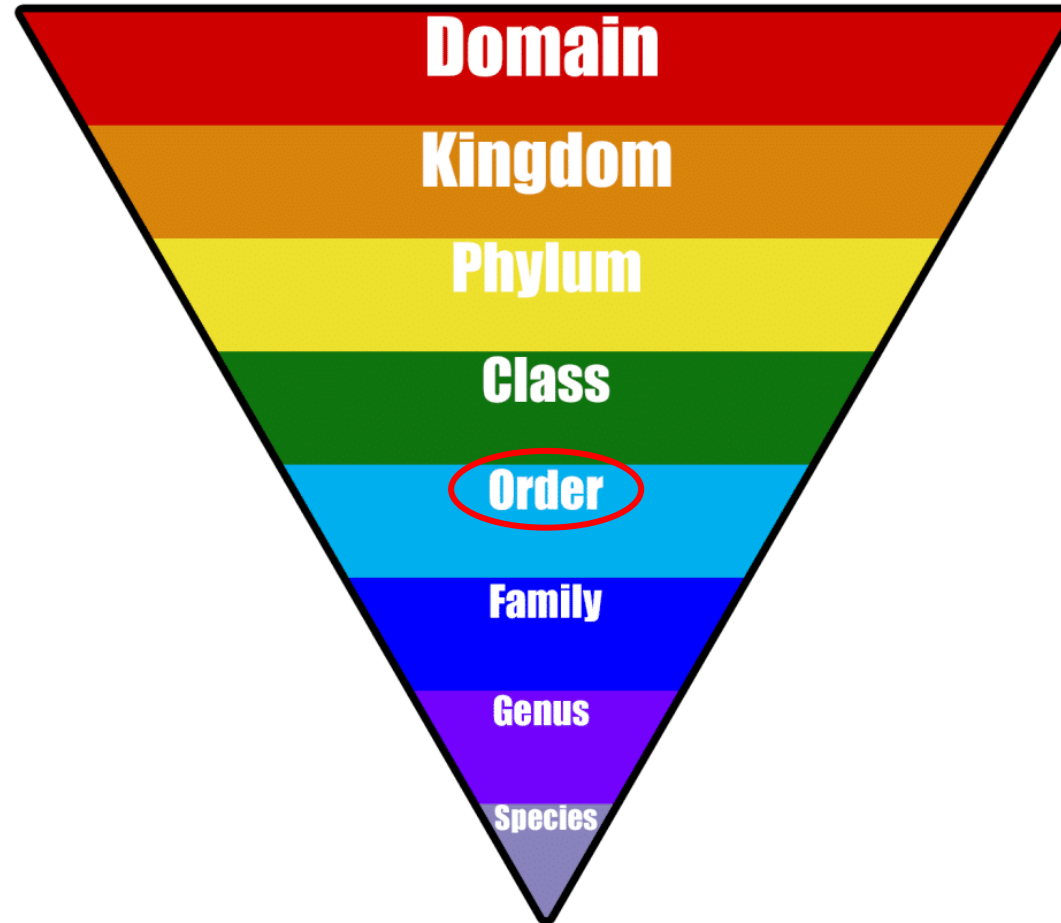 Domain
Kingdom
Phylum
Class
Order
Family
Genus
Species